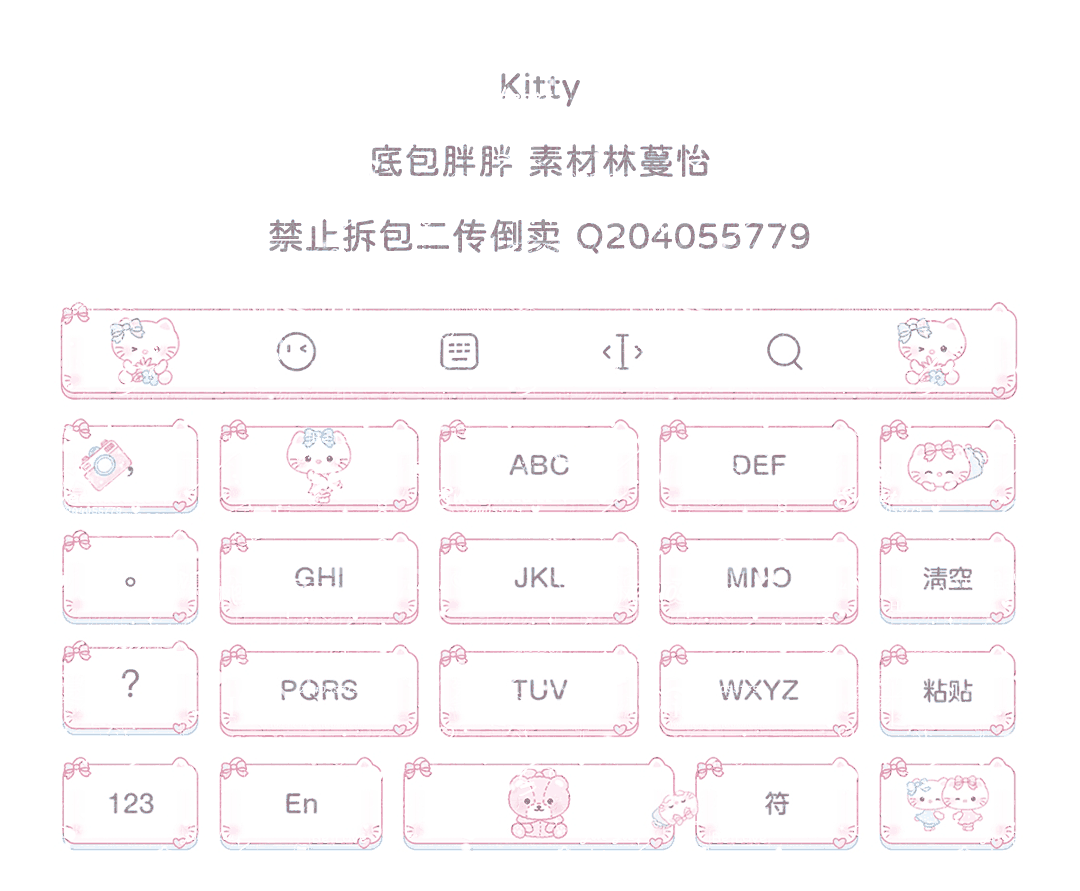 Kitty
底包胖胖 素材林蔓怡
禁止拆包二传倒卖 Q204055779
, ABC DEF
。 GHI JKL MNO 清空
? PQRS TUV WXYZ 粘贴
123 En 符